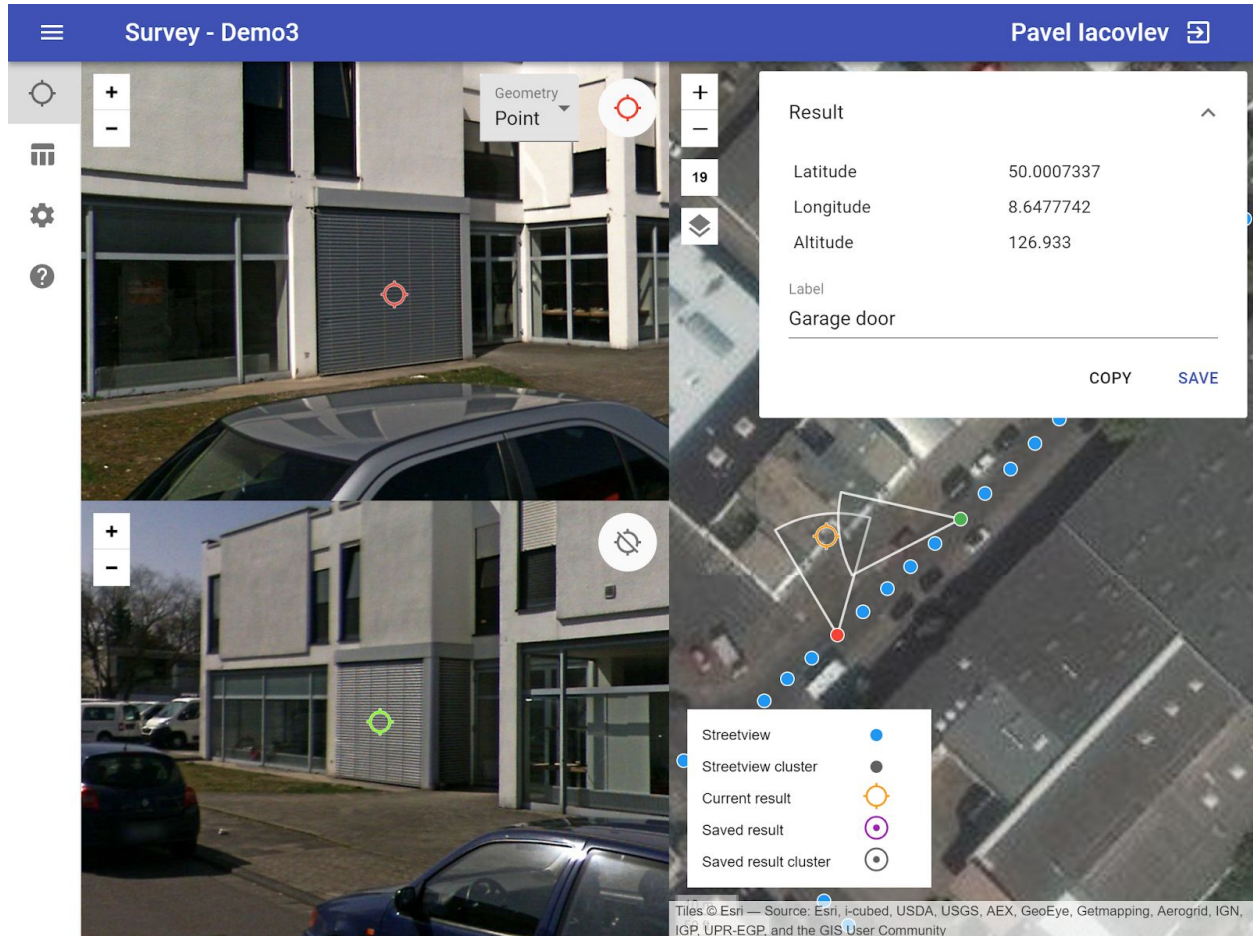 Survey - Demo3
Pavel Iacovlev
+
-
Geometry
Point
+
-
+
−
19
Result
Latitude 50.0007337
Longitude 8.6477742
Altitude 126.933
Label
Garage door
COPY SAVE
Streetview
Streetview cluster
Current result
Saved result
Saved result cluster
Tiles © Esri — Source: Esri, i-cubed, USDA, USGS, AEX, GeoEye, Getmapping, Aerogrid, IGN,
IGP, UPR-EGP, and the GIS User Community